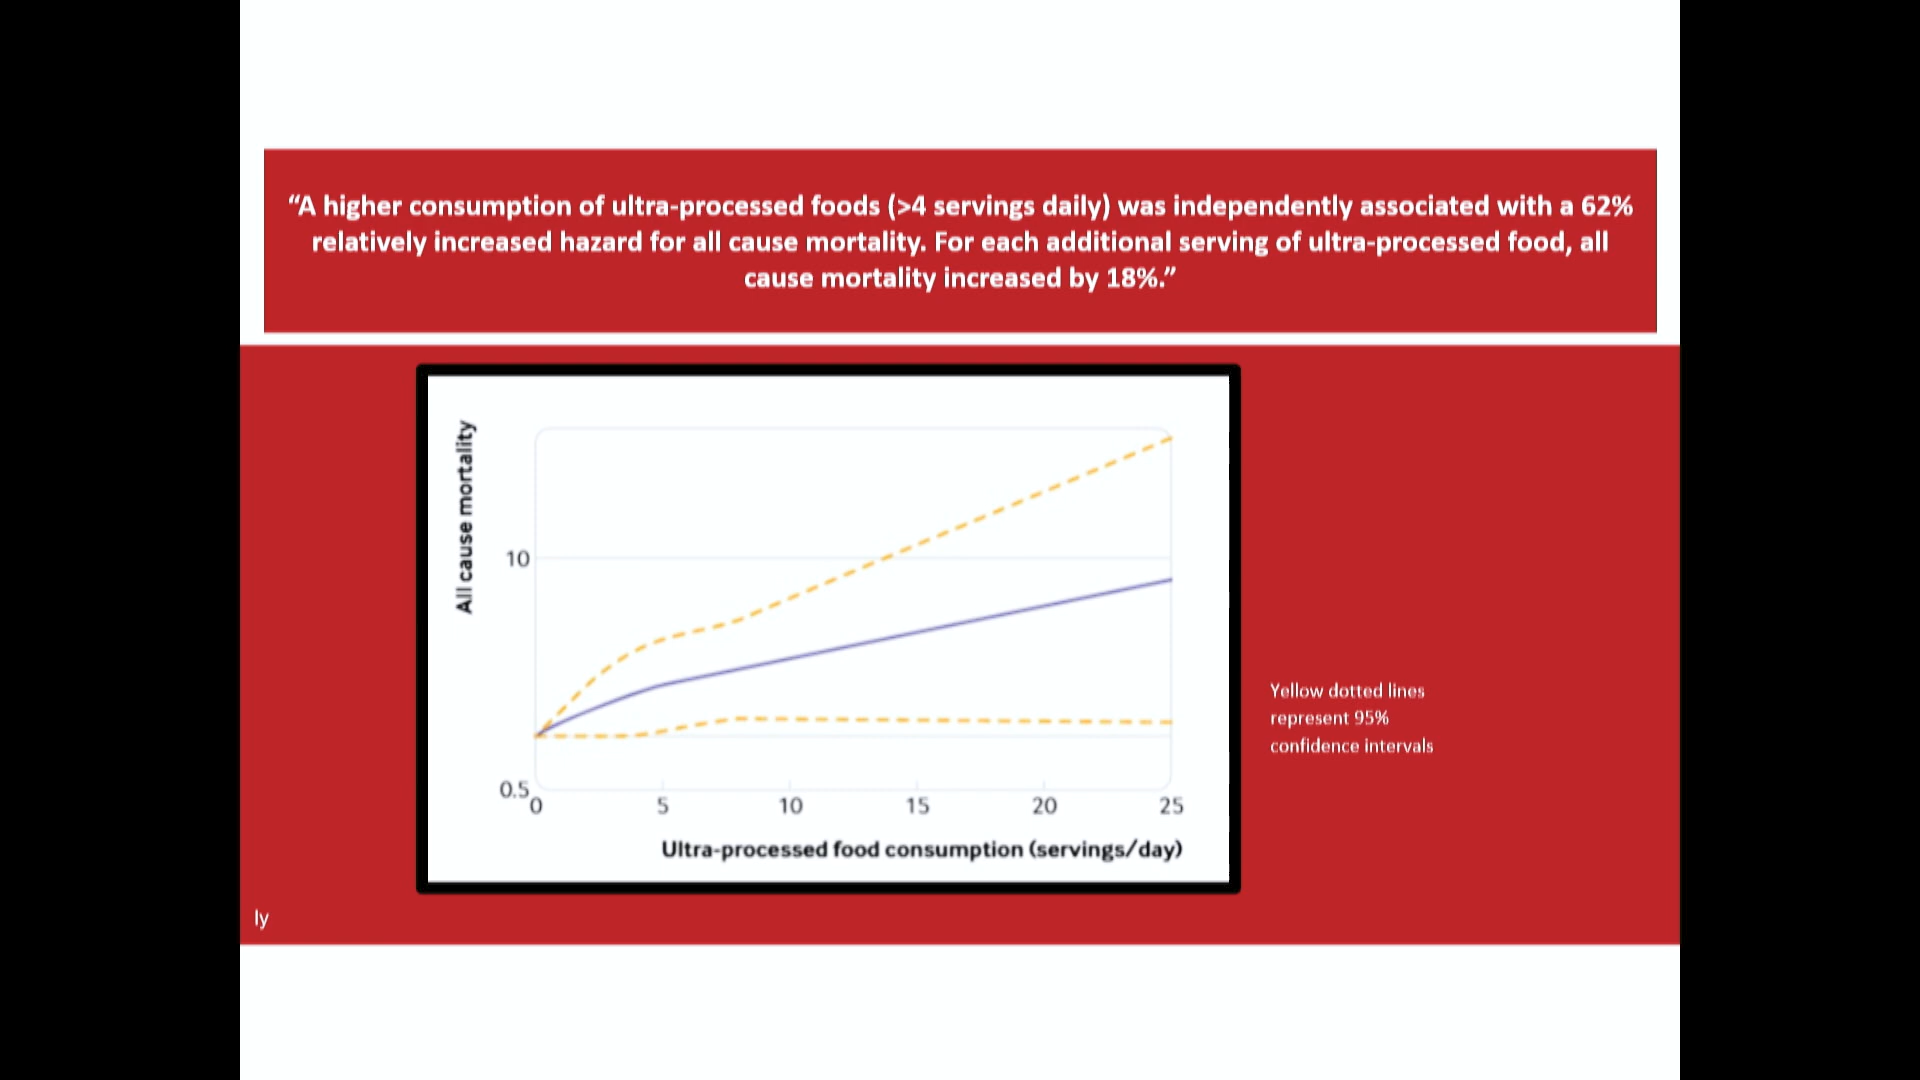 “A higher consumption of ultra-processed foods (>4 servings daily) was independently associated with a 62%
relatively increased hazard for all cause mortality. For each additional serving of ultra-processed food, all
cause mortality increased by 18%.”
All cause mortality
10
0.5
0 5 10 15 20 25
Ultra-processed food consumption (servings/day)
Yellow dotted lines
represent 95%
confidence intervals
ly